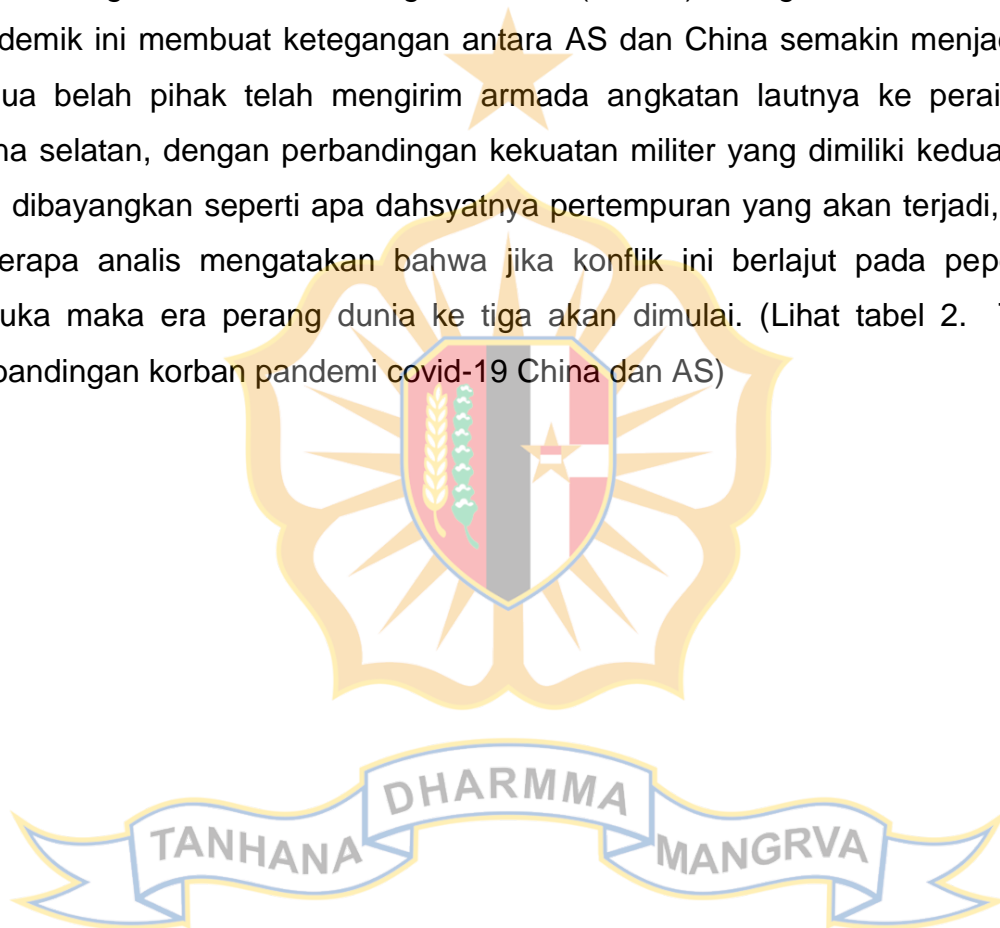 demik ini membuat ketegangan antara AS dan China semakin menja
ua belah pihak telah mengirim armada angkatan lautnya ke perai
na selatan, dengan perbandingan kekuatan militer yang dimiliki kedua
dibayangkan seperti apa dahsyatnya pertempuran yang akan terjadi,
erapa analis mengatakan bahwa jika konflik ini berlajut pada pep
uka maka era perang dunia ke tiga akan dimulai. (Lihat tabel 2.
bandingan korban pandemi covid-19 China dan AS)
TANHANA DHARMMA MANGRVA